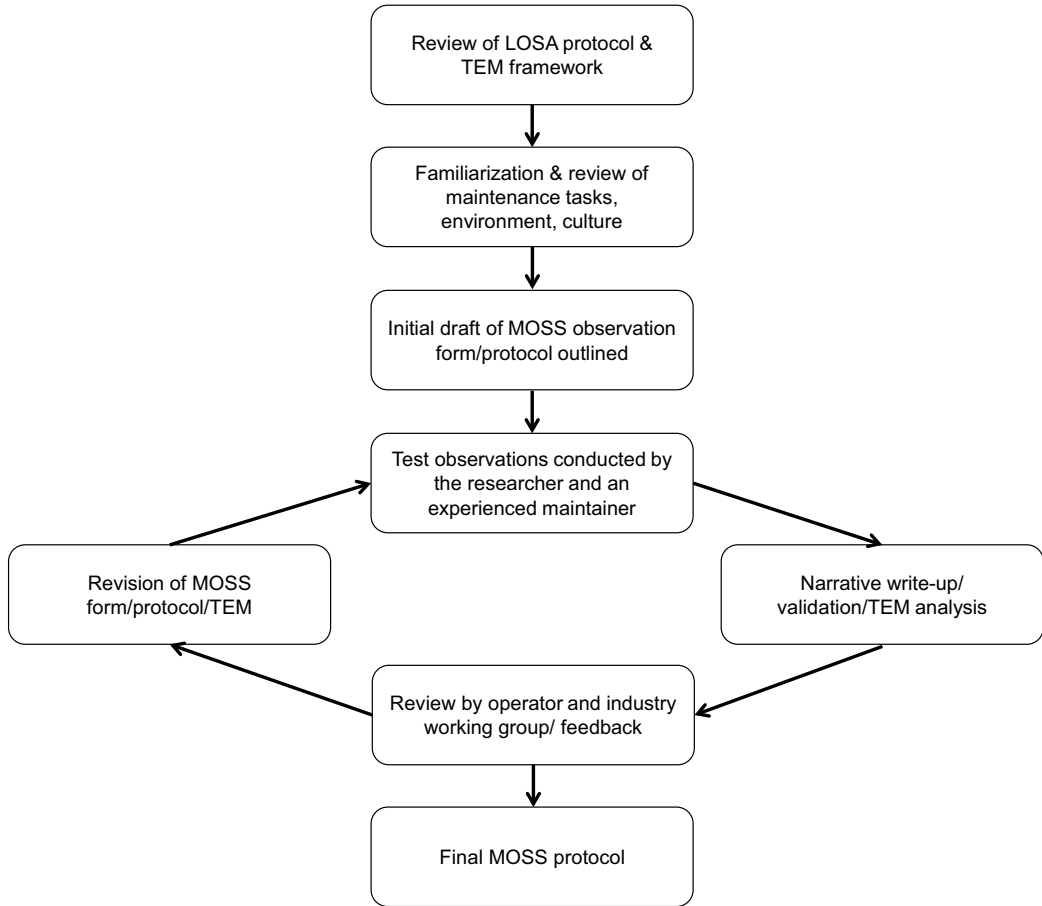 Review of LOSA protocol &
TEM framework
Familiarization & review of
maintenance tasks,
environment, culture
Initial draft of MOSS observation
form/protocol outlined
Test observations conducted by
the researcher and an
experienced maintainer
Revision of MOSS
form/protocol/TEM
Narrative write-up/
validation/TEM analysis
Review by operator and industry
working group/ feedback
Final MOSS protocol